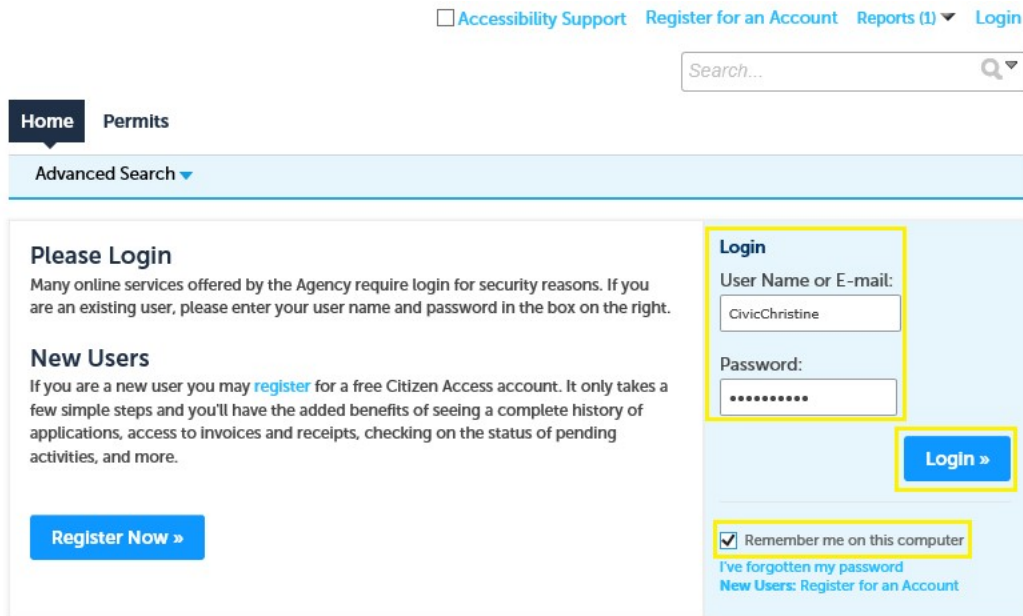 Accessibility Support Register for an Account Reports (1) Login
Search...
Home Permits
Advanced Search
Please Login
Many online services offered by the Agency require login for security reasons. If you
are an existing user, please enter your user name and password in the box on the right.
New Users
If you are a new user you may register for a free Citizen Access account. It only takes a
few simple steps and you'll have the added benefits of seeing a complete history of
applications, access to invoices and receipts, checking on the status of pending
activities, and more.
Register Now »
Login
User Name or E-mail:
CivicChristine
Password:
••••••••••
Login »
Remember me on this computer
I've forgotten my password
New Users: Register for an Account